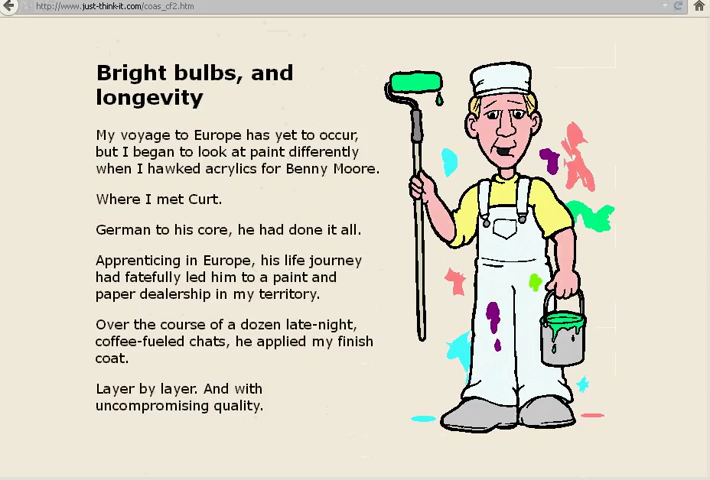 http://www.just-think-it.com/coas_cf2.htm
Bright bulbs, and
longevity
My voyage to Europe has yet to occur,
but I began to look at paint differently
when I hawked acrylics for Benny Moore.
Where I met Curt.
German to his core, he had done it all.
Apprenticing in Europe, his life journey
had fatefully led him to a paint and
paper dealership in my territory.
Over the course of a dozen late-night,
coffee-fueled chats, he applied my finish
coat.
Layer by layer. And with
uncompromising quality.